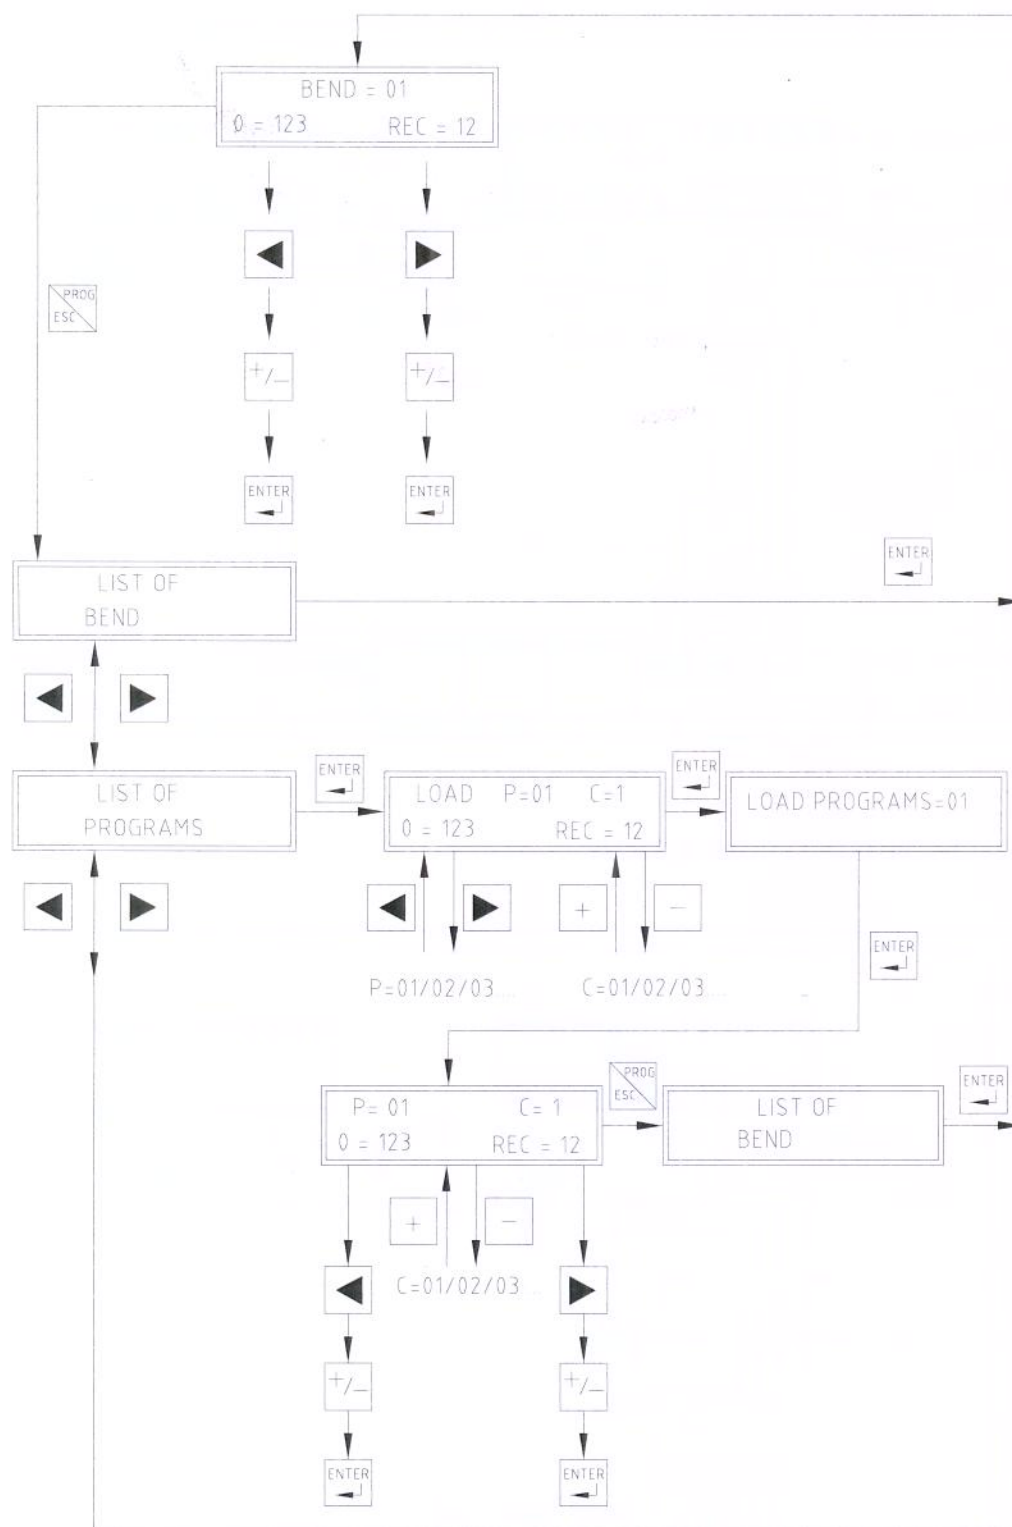 BEND = 01
0 = 123 REC = 12
PROG
ESC
+/-
+/-
ENTER
ENTER
ENTER
LIST OF
BEND
LIST OF
PROGRAMS
ENTER
LOAD P=01 C=1
0 = 123 REC = 12
ENTER
LOAD PROGRAMS=01
+
-
ENTER
P=01/02/03...
C=01/02/03...
P= 01 C= 1
0 = 123 REC = 12
PROG
ESC
LIST OF
BEND
ENTER
+
-
C=01/02/03...
+/-
+/-
ENTER
ENTER